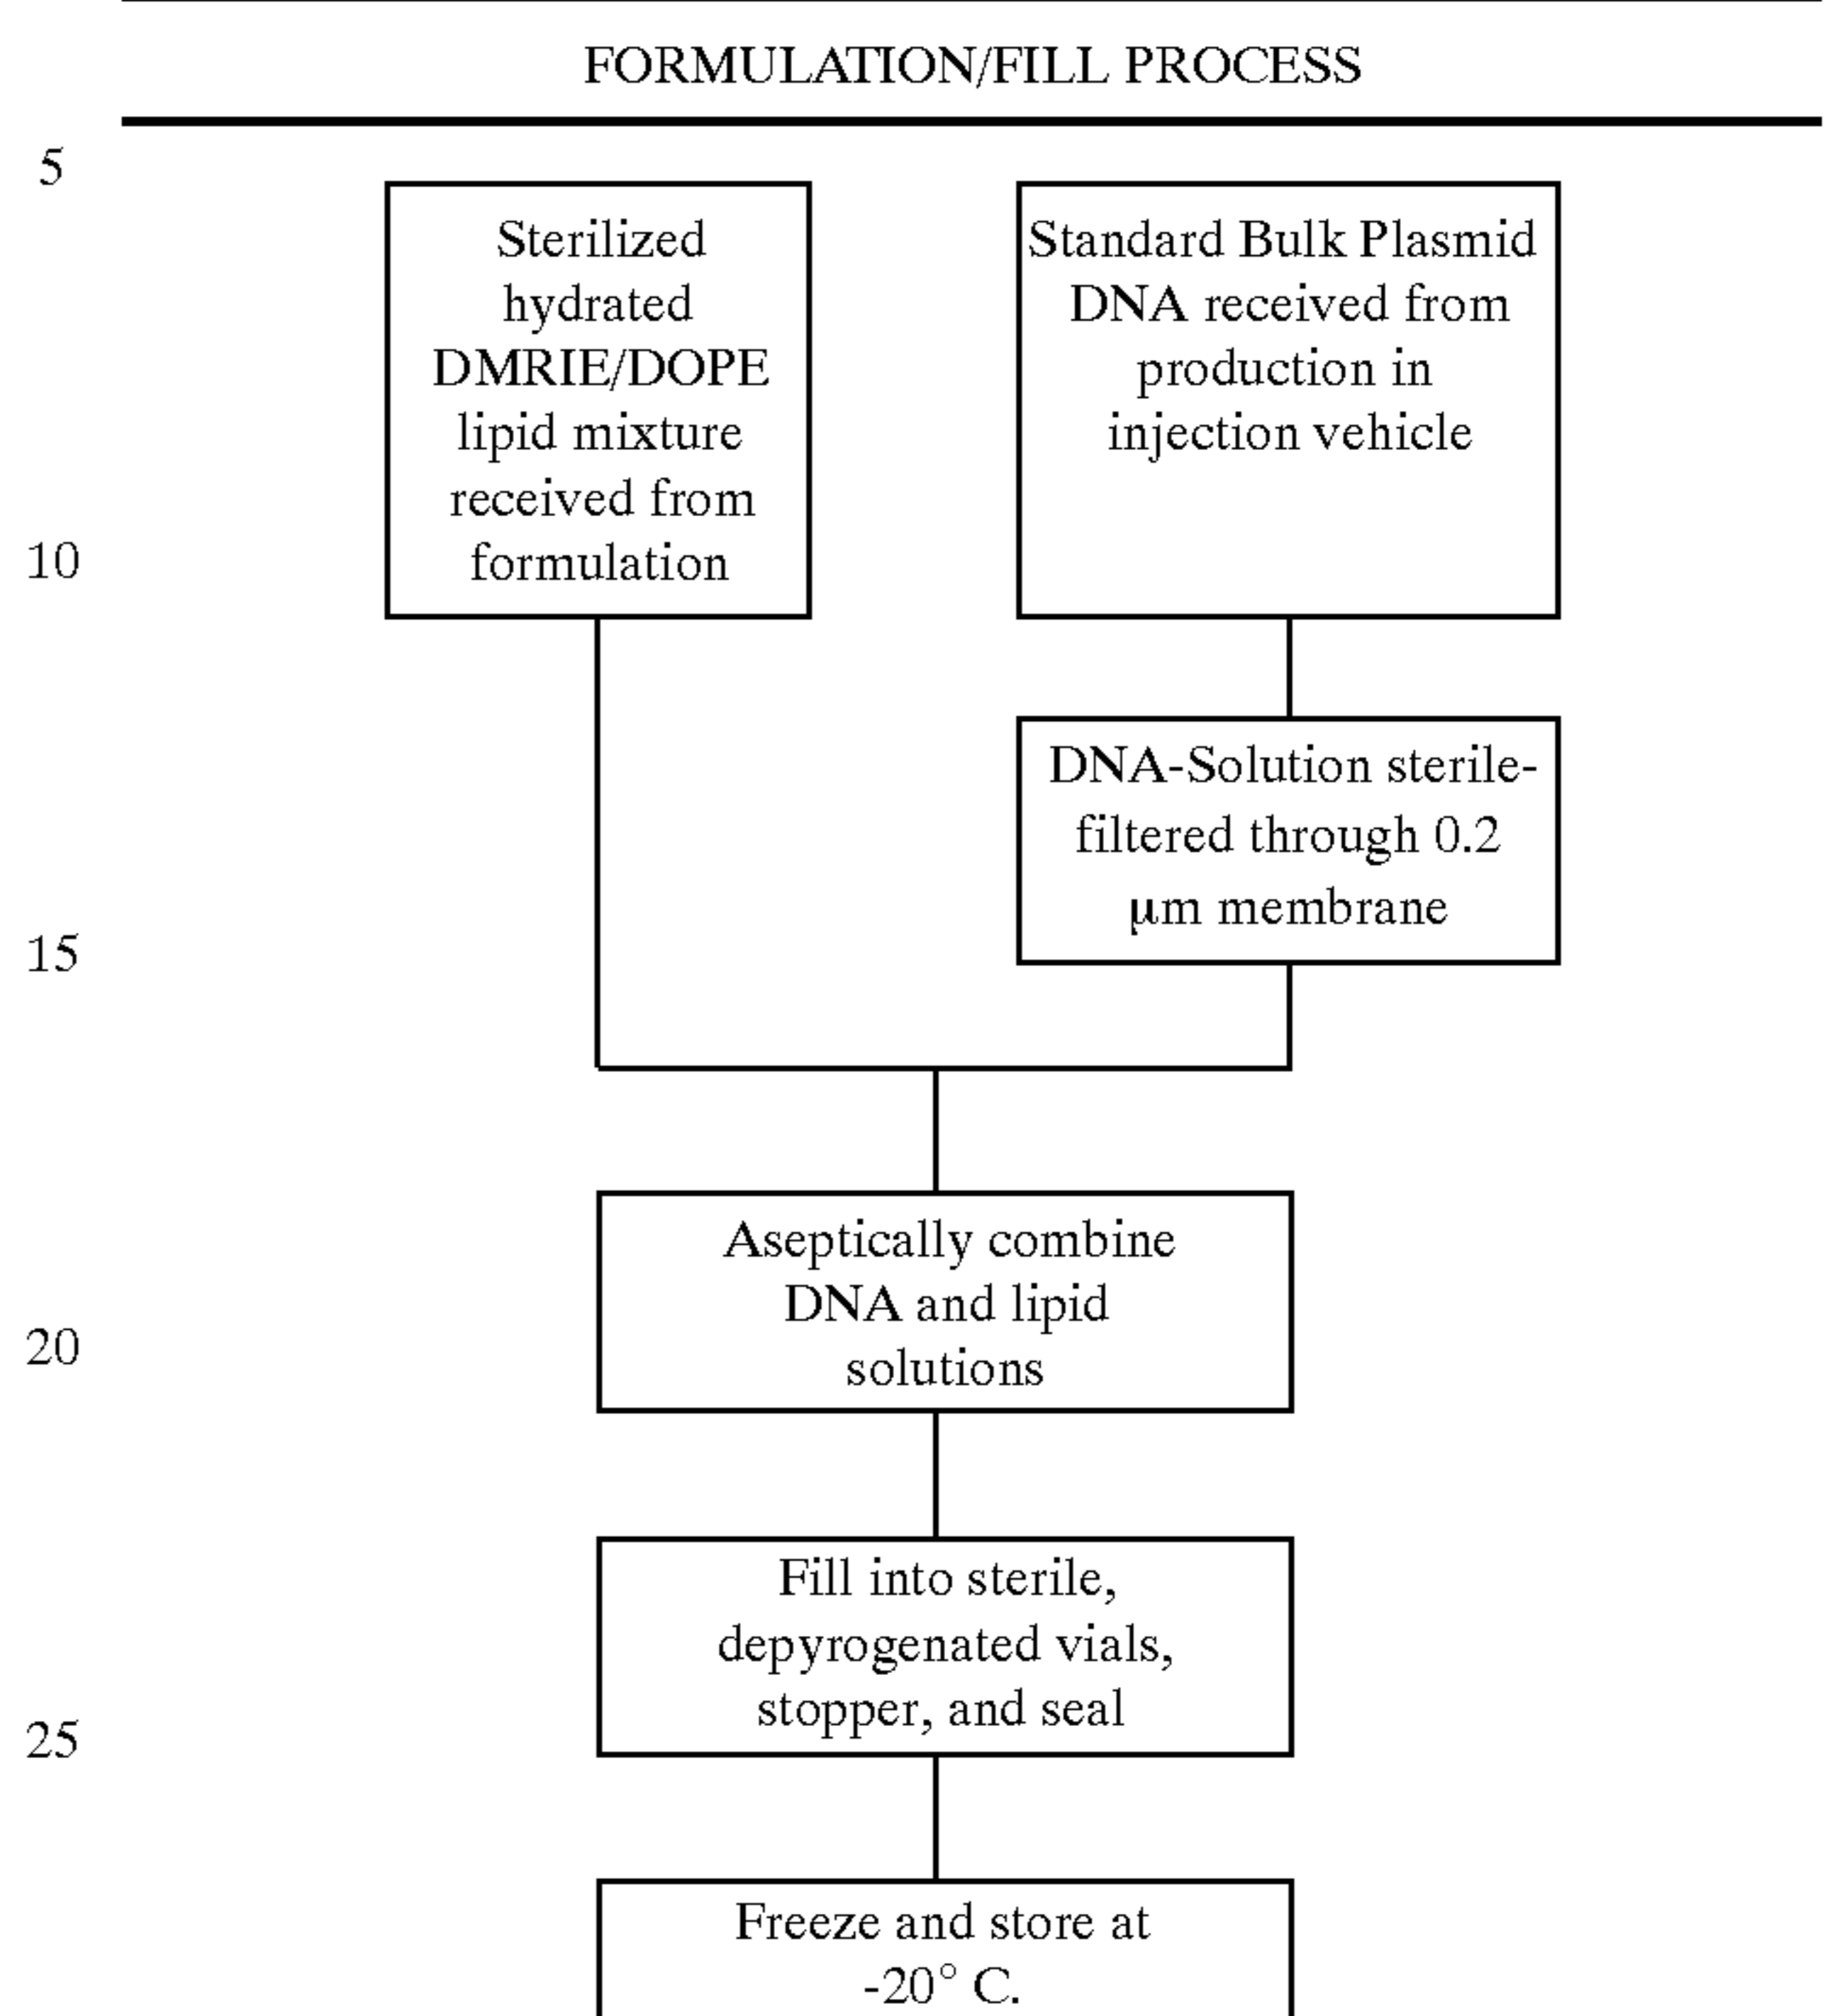 FORMULATION/FILL PROCESS
5
Sterilized
hydrated
DMRIE/DOPE
lipid mixture
received from
formulation
Standard Bulk Plasmid
DNA received from
production in
injection vehicle
10
DNA-Solution sterile-
filtered through 0.2
µm membrane
15
Aseptically combine
DNA and lipid
solutions
20
Fill into sterile,
depyrogenated vials,
stopper, and seal
25
Freeze and store at
-20° C.